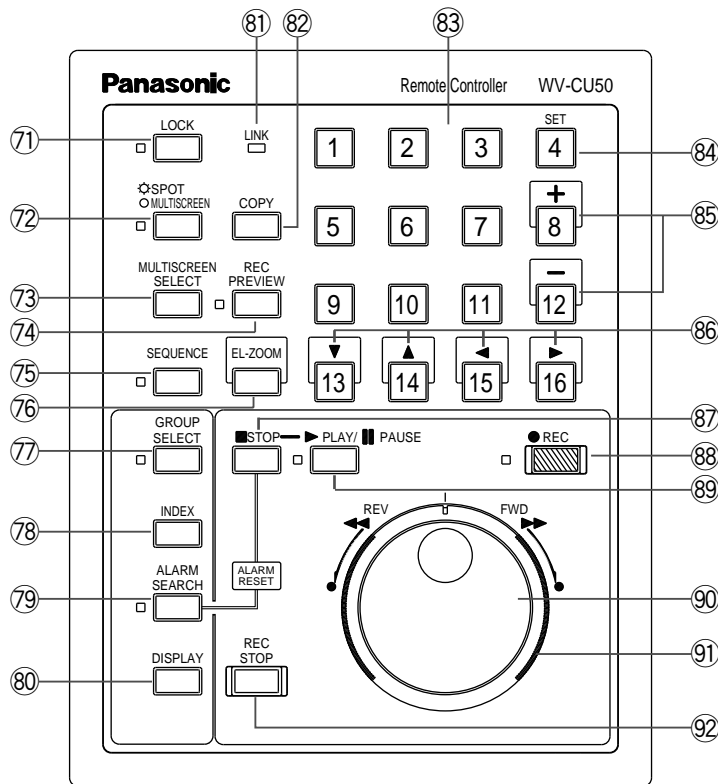 81 82 83
Panasonic Remote Controller WV-CU50
71 LOCK LINK 1 2 3 SET 4 84
72 SPOT MULTISCREEN COPY 5 6 7 + 8 85
73 MULTISCREEN SELECT REC PREVIEW 9 10 11 − 12
74
75 SEQUENCE EL-ZOOM ▼ 13 ▲ 14 ◀ 15 ▶ 16 86
76
77 GROUP SELECT ■STOP ▶ PLAY/ ❚❚ PAUSE ● REC 87
88
89
78 INDEX ◀◀ REV FWD ▶▶
79 ALARM SEARCH ALARM RESET 90
80 DISPLAY REC STOP 91
92